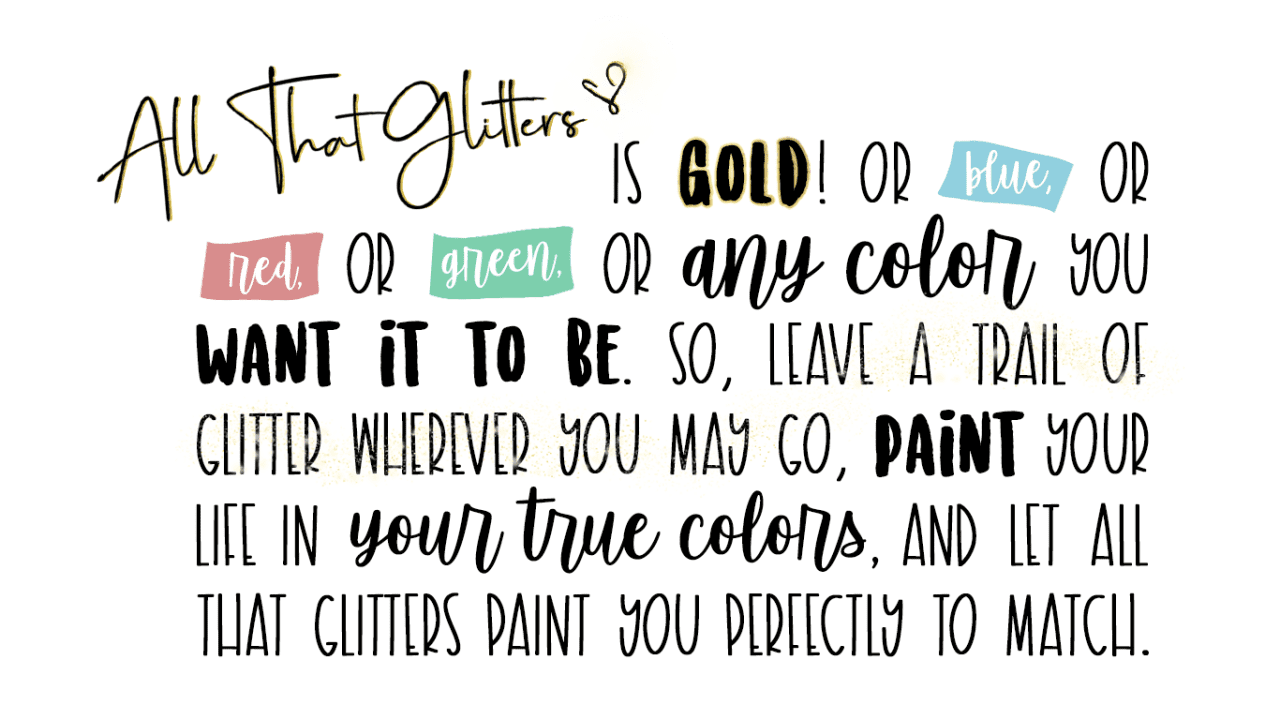 All That Glitters
IS GOLD! OR blue, OR
red, OR green, OR any color YOU
WANT iT TO BE. SO, LEAVE A TRAIL OF
GLITTER WHEREVER YOU MAY GO, PAiNT YOUR
LIFE IN your true colors, AND LET ALL
THAT GLITTERS PAINT YOU PERFECTLY TO MATCH.